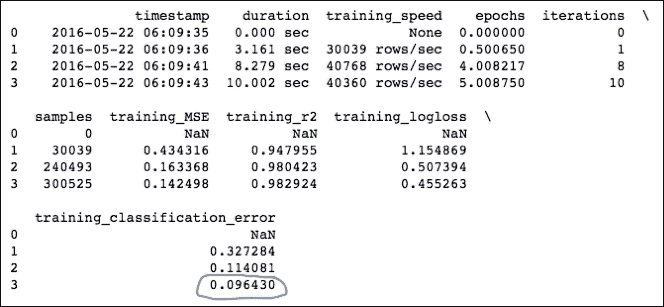 timestamp duration training_speed epochs iterations \
0 2016-05-22 06:09:35 0.000 sec None 0.000000 0
1 2016-05-22 06:09:36 3.161 sec 30039 rows/sec 0.500650 1
2 2016-05-22 06:09:41 8.279 sec 40768 rows/sec 4.008217 8
3 2016-05-22 06:09:43 10.002 sec 40360 rows/sec 5.008750 10
samples training_MSE training_r2 training_logloss \
0 0 NaN NaN NaN
1 30039 0.434316 0.947955 1.154869
2 240493 0.163368 0.980423 0.507394
3 300525 0.142498 0.982924 0.455263
training_classification_error
0 NaN
1 0.327284
2 0.114081
3 0.096430